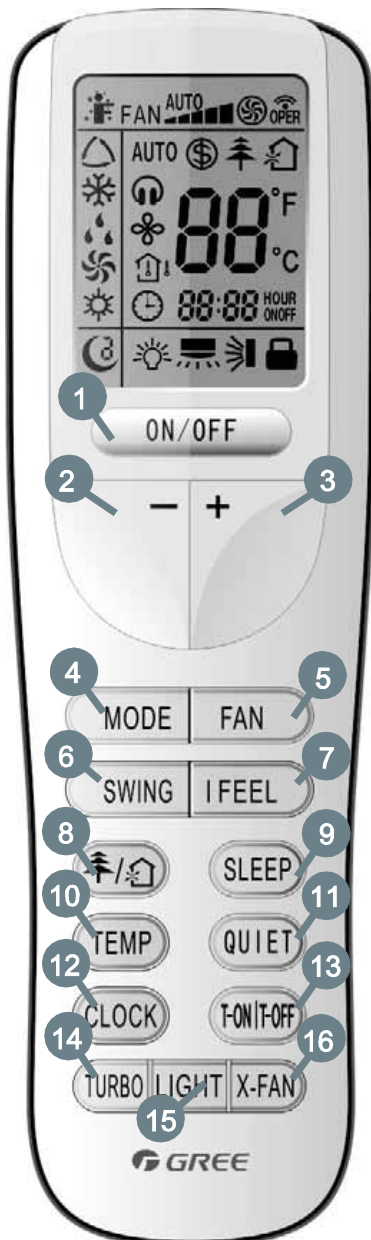 FAN AUTO OPER
AUTO
88 °F
°C
88:88 HOUR
ON OFF
1
ON/OFF
2 − + 3
4 5
MODE FAN
6 7
SWING I FEEL
8 9
/ SLEEP
10 11
TEMP QUIET
12 13
CLOCK T-ON|T-OFF
14 16
TURBO LIGHT X-FAN
15
GREE